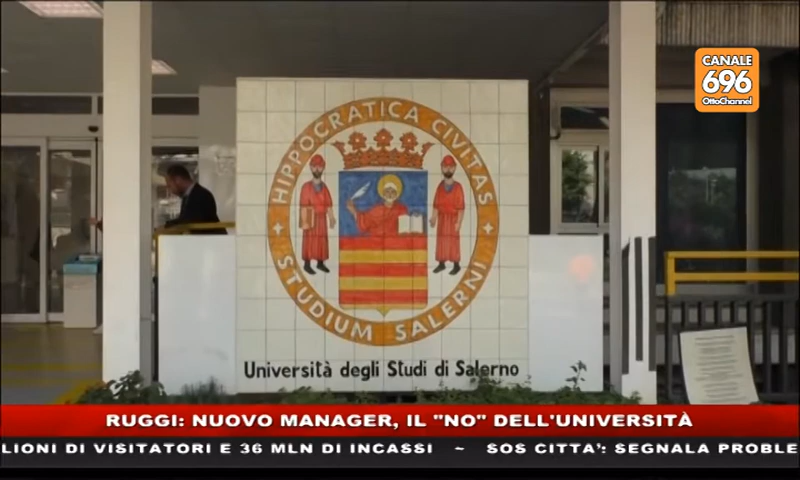 CANALE
696
OttoChannel
HIPPOCRATICA CIVITAS
STUDIUM SALERNI
Università degli Studi di Salerno
RUGGI: NUOVO MANAGER, IL "NO" DELL'UNIVERSITÀ
LIONI DI VISITATORI E 36 MLN DI INCASSI ~ SOS CITTA': SEGNALA PROBLE